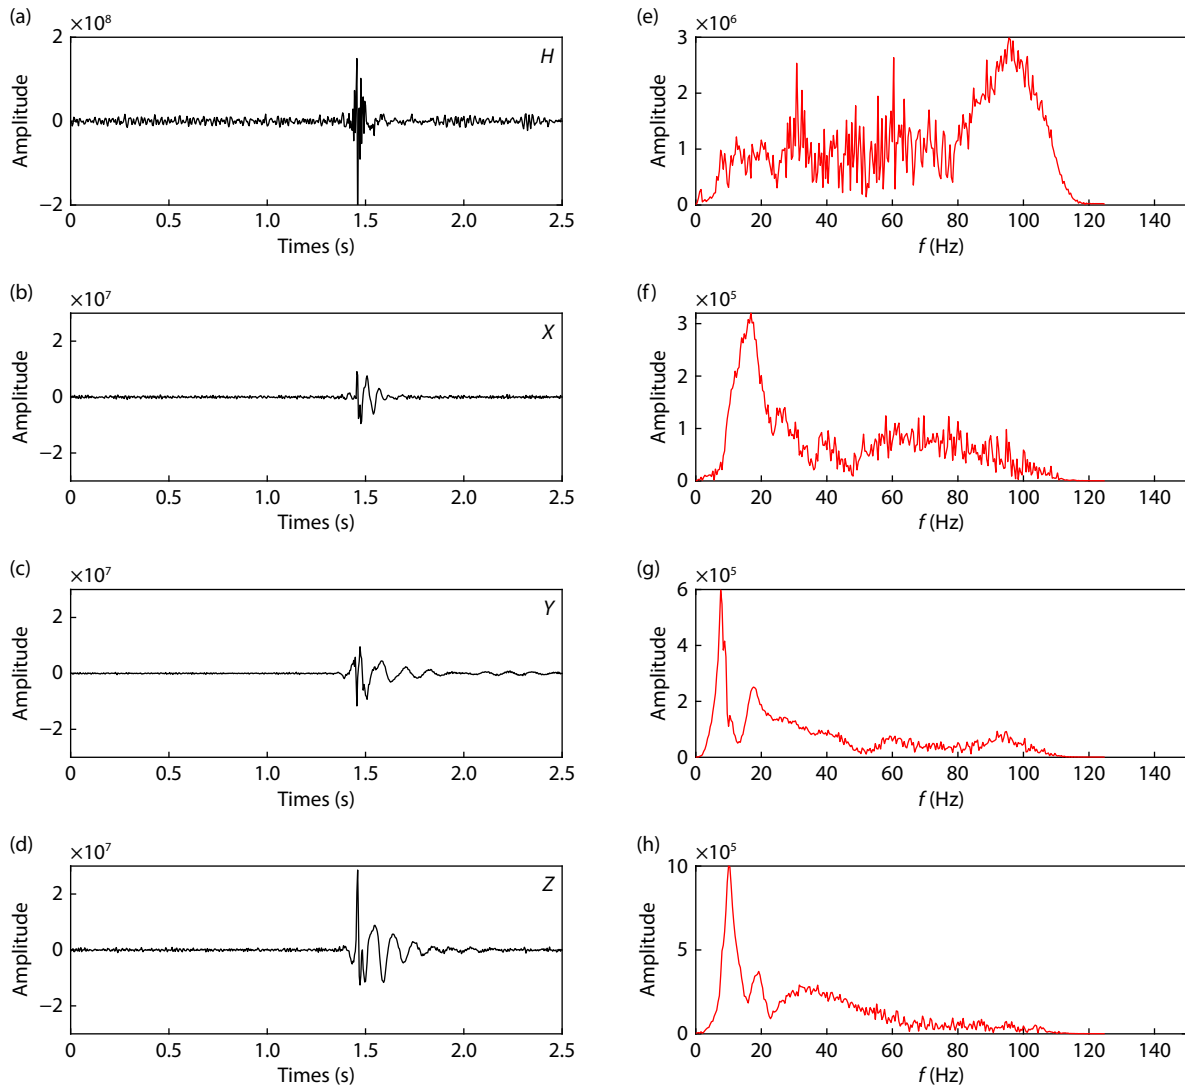 (a)
×10⁸
2
0
−2
Amplitude
H
0 0.5 1.0 1.5 2.0 2.5
Times (s)
(e)
×10⁶
3
2
1
0
Amplitude
0 20 40 60 80 100 120 140
f (Hz)
(b)
×10⁷
2
0
−2
Amplitude
X
0 0.5 1.0 1.5 2.0 2.5
Times (s)
(f)
×10⁵
3
2
1
0
Amplitude
0 20 40 60 80 100 120 140
f (Hz)
(c)
×10⁷
2
0
−2
Amplitude
Y
0 0.5 1.0 1.5 2.0 2.5
Times (s)
(g)
×10⁵
6
4
2
0
Amplitude
0 20 40 60 80 100 120 140
f (Hz)
(d)
×10⁷
2
0
−2
Amplitude
Z
0 0.5 1.0 1.5 2.0 2.5
Times (s)
(h)
×10⁵
10
5
0
Amplitude
0 20 40 60 80 100 120 140
f (Hz)